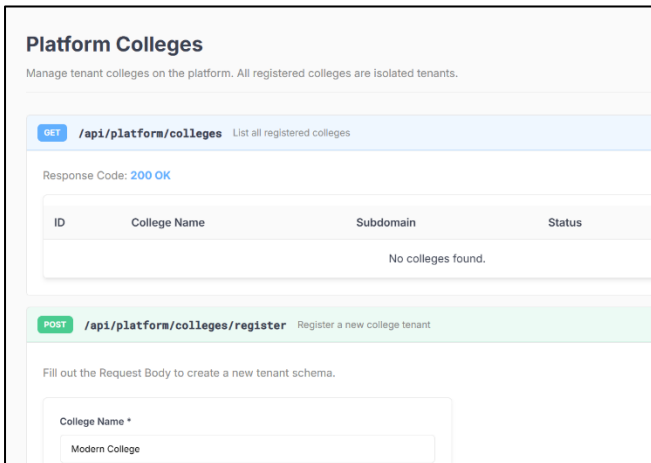 Platform Colleges
Manage tenant colleges on the platform. All registered colleges are isolated tenants.
GET /api/platform/colleges List all registered colleges
Response Code: 200 OK
ID College Name Subdomain Status
No colleges found.
POST /api/platform/colleges/register Register a new college tenant
Fill out the Request Body to create a new tenant schema.
College Name *
Modern College